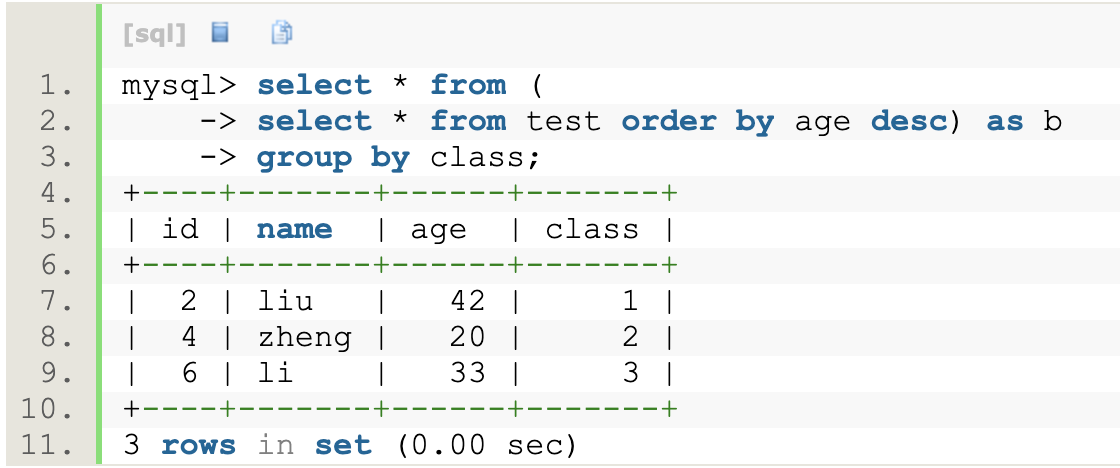 [sql]
1. mysql> select * from (
2.     -> select * from test order by age desc) as b
3.     -> group by class;
4. +----+-------+------+-------+
5. | id | name  | age  | class |
6. +----+-------+------+-------+
7. |  2 | liu   |   42 |     1 |
8. |  4 | zheng |   20 |     2 |
9. |  6 | li    |   33 |     3 |
10. +----+-------+------+-------+
11. 3 rows in set (0.00 sec)